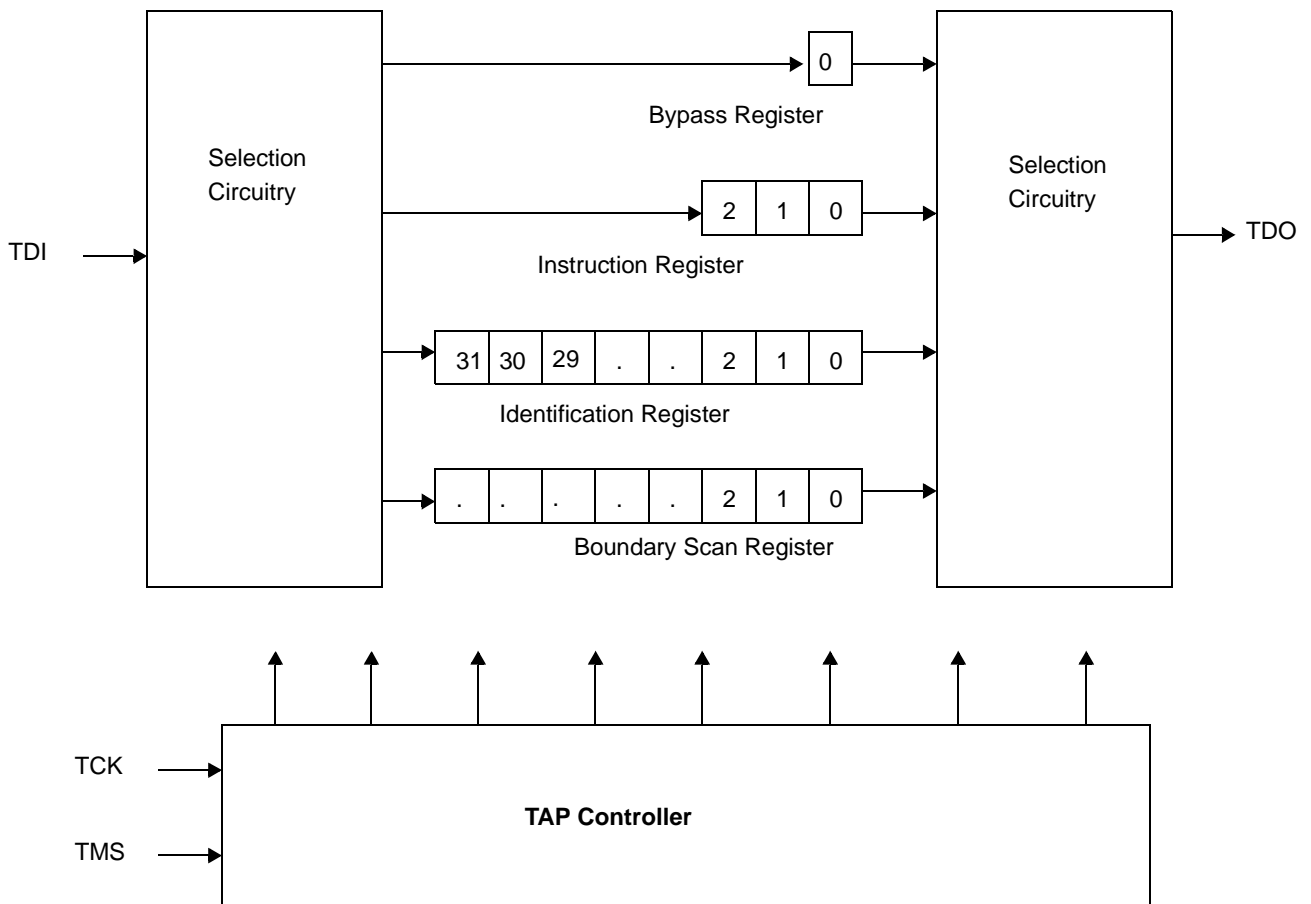 0
Bypass Register
Selection
Circuitry
Selection
Circuitry
2 1 0
Instruction Register
TDI
TDO
31 30 29 . . 2 1 0
Identification Register
. . . . . 2 1 0
Boundary Scan Register
TCK
TAP Controller
TMS